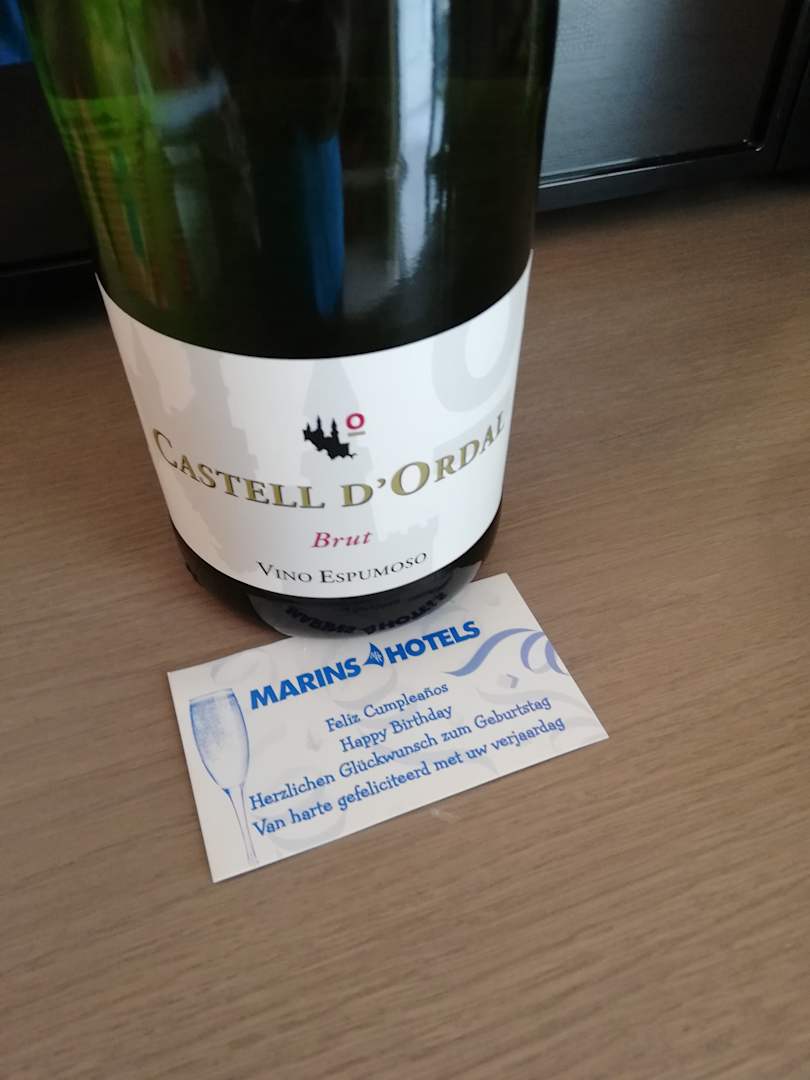 O
CASTELL D'ORDAL
Brut
VINO ESPUMOSO
MARINS HOTELS
Feliz Cumpleaños
Happy Birthday
Herzlichen Glückwunsch zum Geburtstag
Van harte gefeliciteerd met uw verjaardag